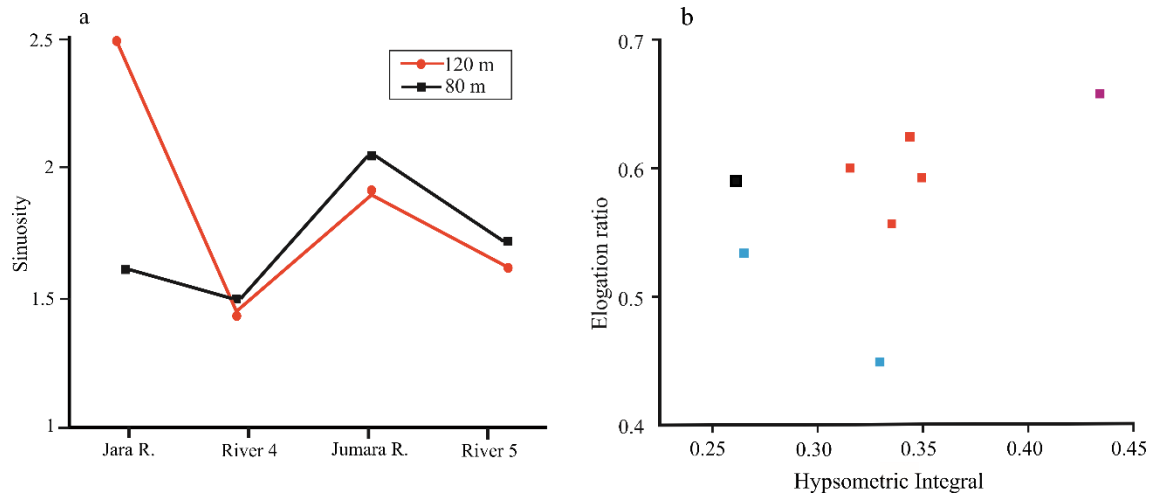 a
2.5
2
1.5
1
Sinuosity
120 m
80 m
Jara R.
River 4
Jumara R.
River 5
b
0.7
0.6
0.5
0.4
Elogation ratio
0.25
0.30
0.35
0.40
0.45
Hypsometric Integral